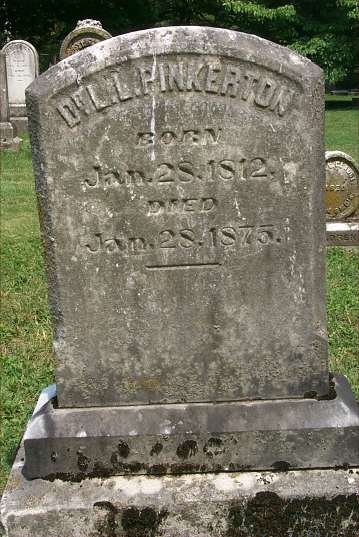 Dr L.L. PINKERTON
BORN
Jan. 28. 1812.
DIED
Jan. 28. 1875.